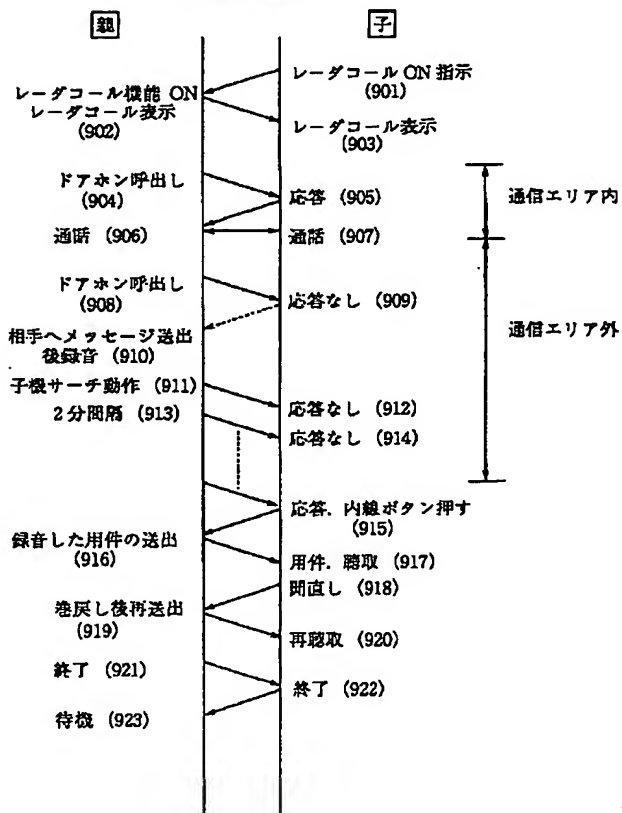 親
子
レーダコール ON 指示
(901)
レーダコール機能 ON
レーダコール表示
(902)
レーダコール表示
(903)
ドアホン呼出し
(904)
応答 (905)
通信エリア内
通話 (906)
通話 (907)
ドアホン呼出し
(908)
応答なし (909)
通信エリア外
相手へメッセージ送出
後録音 (910)
子機サーチ動作 (911)
応答なし (912)
2分間隔 (913)
応答なし (914)
応答、内線ボタン押す
(915)
録音した用件の送出
(916)
用件、聴取 (917)
聞直し (918)
巻戻し後再送出
(919)
再聴取 (920)
終了 (921)
終了 (922)
待機 (923)